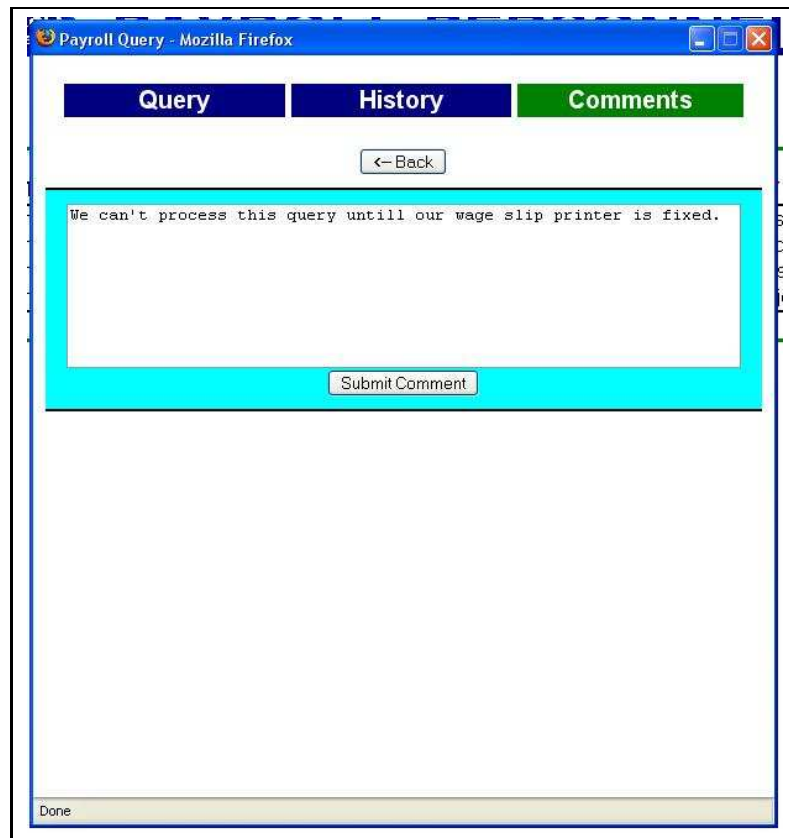 Payroll Query - Mozilla Firefox
Query History Comments
<-- Back
We can't process this query untill our wage slip printer is fixed.
Submit Comment
Done